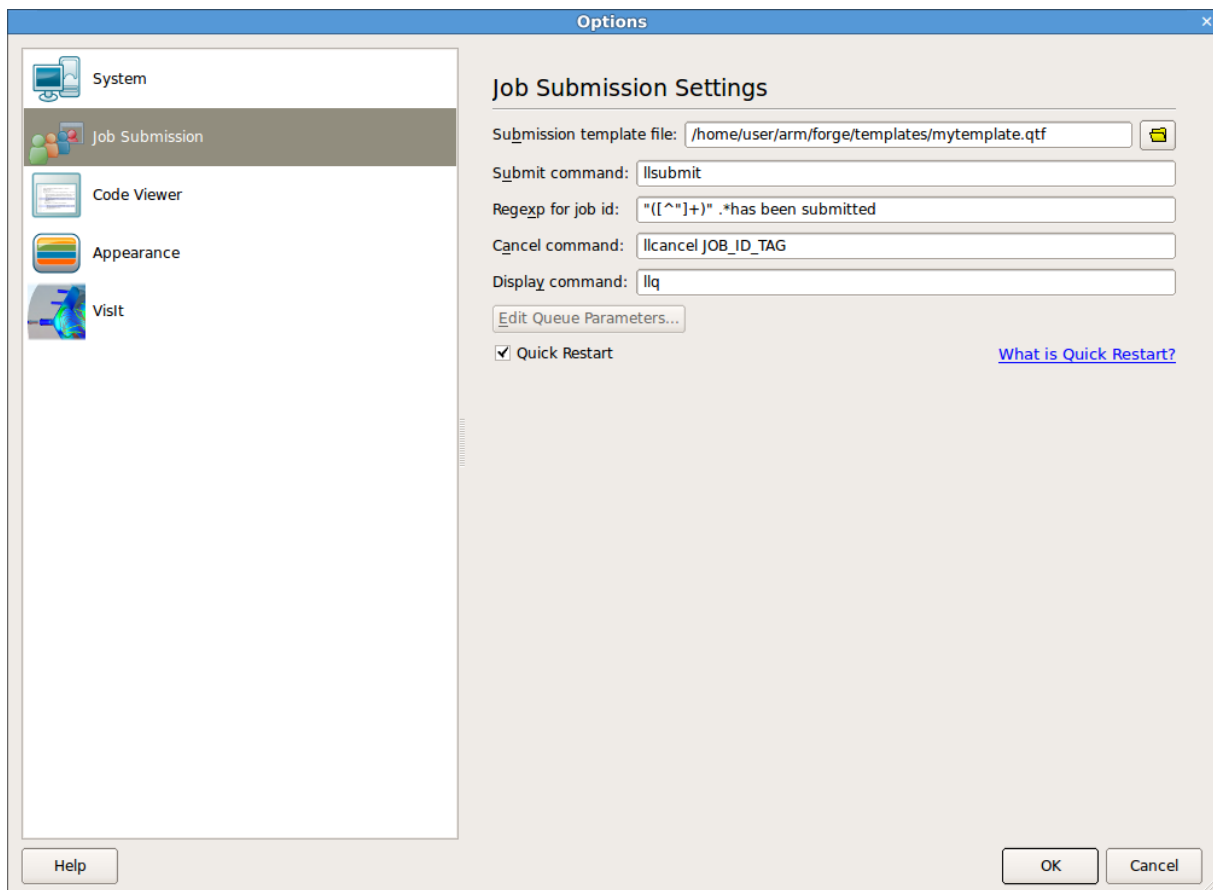 Options
System
Job Submission
Code Viewer
Appearance
VisIt
Job Submission Settings
Submission template file: /home/user/arm/forge/templates/mytemplate.qtf
Submit command: llsubmit
Regexp for job id: "([^"]+)" .*has been submitted
Cancel command: llcancel JOB_ID_TAG
Display command: llq
Edit Queue Parameters...
Quick Restart What is Quick Restart?
Help OK Cancel